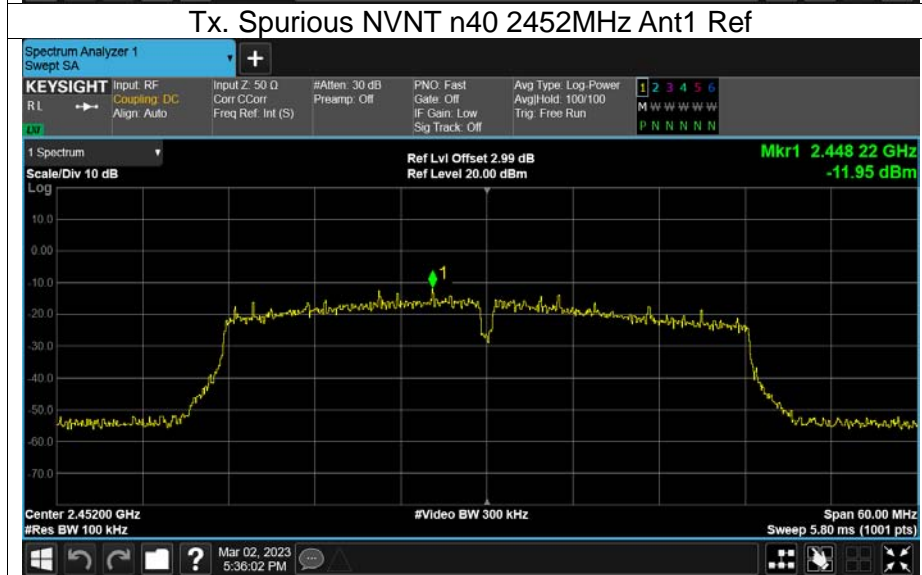 Tx. Spurious NVNT n40 2452MHz Ant1 Ref
Spectrum Analyzer 1
Swept SA
+
KEYSIGHT
R L
LXI
Input: RF
Coupling: DC
Align: Auto
Input Z: 50 Ω
Corr CCorr
Freq Ref: Int (S)
#Atten: 30 dB
Preamp: Off
PNO: Fast
Gate: Off
IF Gain: Low
Sig Track: Off
Avg Type: Log-Power
Avg|Hold: 100/100
Trig: Free Run
1 2 3 4 5 6
M W W W W W
P N N N N N
1 Spectrum
Scale/Div 10 dB
Log
Ref Lvl Offset 2.99 dB
Ref Level 20.00 dBm
Mkr1 2.448 22 GHz
-11.95 dBm
10.0
0.00
-10.0
-20.0
-30.0
-40.0
-50.0
-60.0
-70.0
1
Center 2.45200 GHz
#Res BW 100 kHz
#Video BW 300 kHz
Span 60.00 MHz
Sweep 5.80 ms (1001 pts)
?
Mar 02, 2023
5:36:02 PM